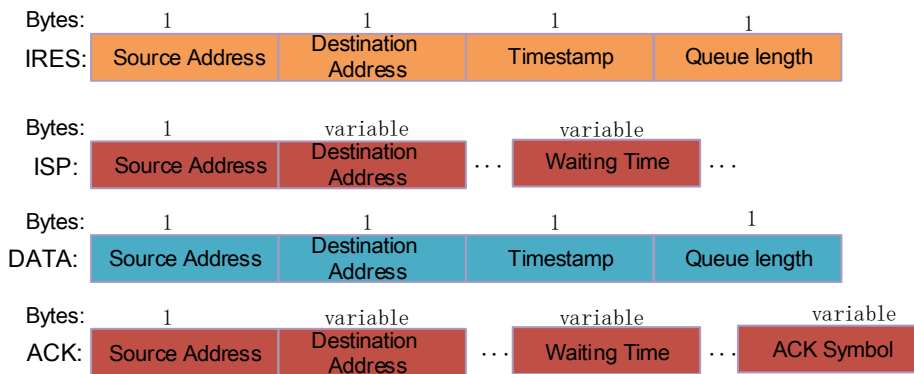 Bytes: 1 1 1 1
IRES: Source Address Destination Address Timestamp Queue length
Bytes: 1 variable variable
ISP: Source Address Destination Address ... Waiting Time ...
Bytes: 1 1 1 1
DATA: Source Address Destination Address Timestamp Queue length
Bytes: 1 variable variable variable
ACK: Source Address Destination Address ... Waiting Time ... ACK Symbol